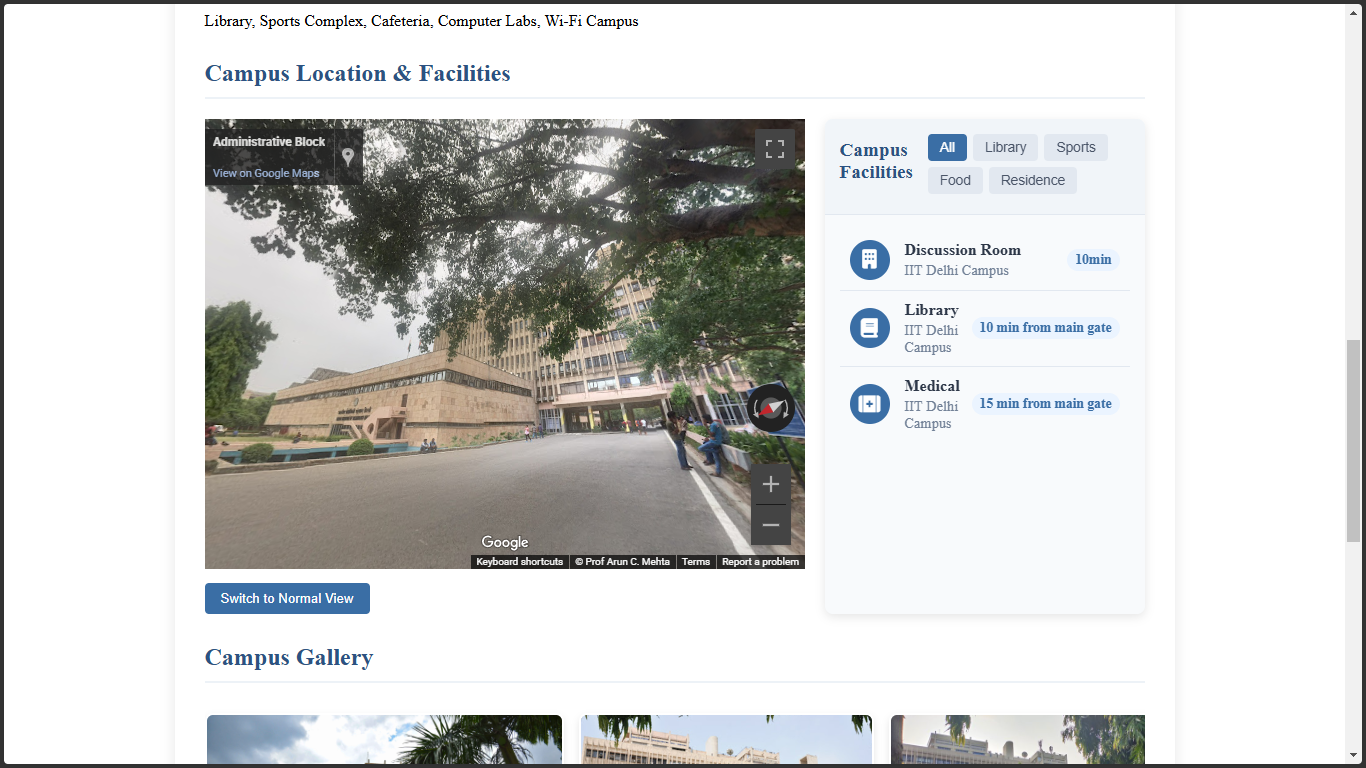 Library, Sports Complex, Cafeteria, Computer Labs, Wi-Fi Campus
Campus Location & Facilities
Administrative Block
View on Google Maps
Google
Keyboard shortcuts
© Prof Arun C. Mehta
Terms
Report a problem
Switch to Normal View
Campus
Facilities
All
Library
Sports
Food
Residence
Discussion Room
IIT Delhi Campus
10min
Library
IIT Delhi
Campus
10 min from main gate
Medical
IIT Delhi
Campus
15 min from main gate
Campus Gallery